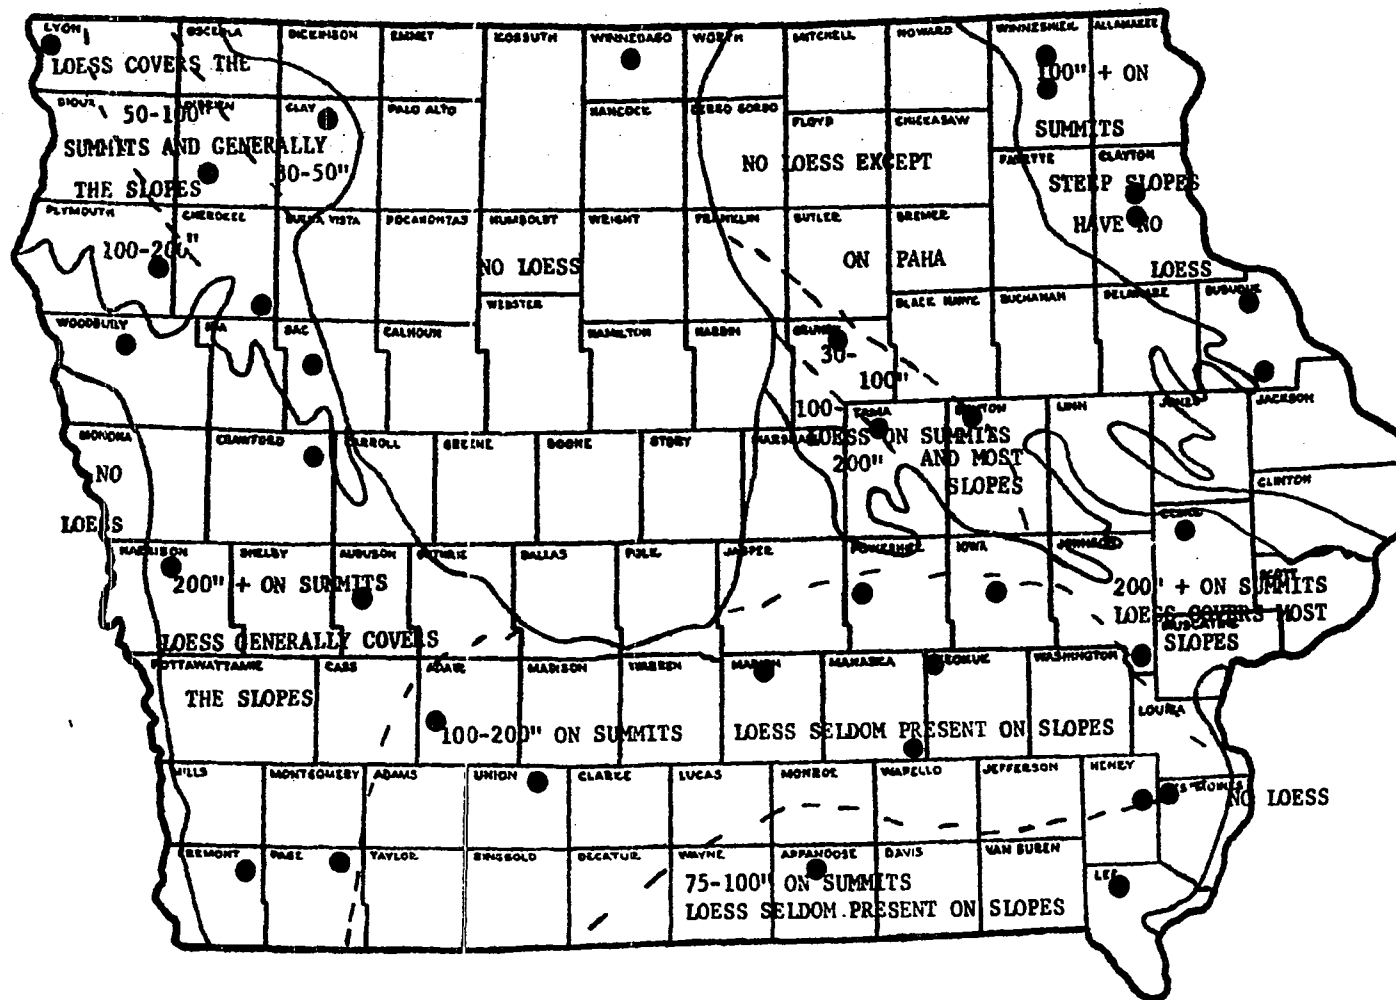 LYON OSCEOLA DICKINSON EMMET KOSSUTH WINNEBAGO WORTH MITCHELL HOWARD WINNESHIEK ALLAMAKEE
LOESS COVERS THE
100" + ON
SIOUX O'BRIEN CLAY PALO ALTO HANCOCK CERRO GORDO FLOYD CHICKASAW
50-100"
SUMMITS
SUMMITS AND GENERALLY
30-50"
NO LOESS EXCEPT
FAYETTE CLAYTON
THE SLOPES
STEEP SLOPES
PLYMOUTH CHEROKEE BUENA VISTA POCAHONTAS HUMBOLDT WRIGHT FRANKLIN BUTLER BREMER
HAVE NO
100-200"
NO LOESS
ON PAHA
LOESS
WEBSTER BLACK HAWK BUCHANAN DELAWARE DUBUQUE
WOODBURY IDA SAC CALHOUN HAMILTON HARDIN GRUNDY
30-
100"
100-
TAMA BENTON LINN JONES JACKSON
MONONA CRAWFORD CARROLL GREENE BOONE STORY MARSHALL
LOESS ON SUMMITS
200" AND MOST
SLOPES
NO
LOESS
CLINTON
CEDAR
HARRISON SHELBY AUDUBON GUTHRIE DALLAS POLK JASPER POWESHIEK IOWA JOHNSON
SCOTT
200" + ON SUMMITS
200" + ON SUMMITS
LOESS COVERS MOST
MUSCATINE
SLOPES
LOESS GENERALLY COVERS
POTTAWATTAMIE CASS ADAIR MADISON WARREN MARION MAHASKA KEOKUK WASHINGTON
THE SLOPES
LOUISA
100-200" ON SUMMITS
LOESS SELDOM PRESENT ON SLOPES
MILLS MONTGOMERY ADAMS UNION CLARKE LUCAS MONROE WAPELLO JEFFERSON HENRY DES MOINES
NO LOESS
FREMONT PAGE TAYLOR RINGGOLD DECATUR WAYNE APPANOOSE DAVIS VAN BUREN LEE
75-100" ON SUMMITS
LOESS SELDOM PRESENT ON SLOPES